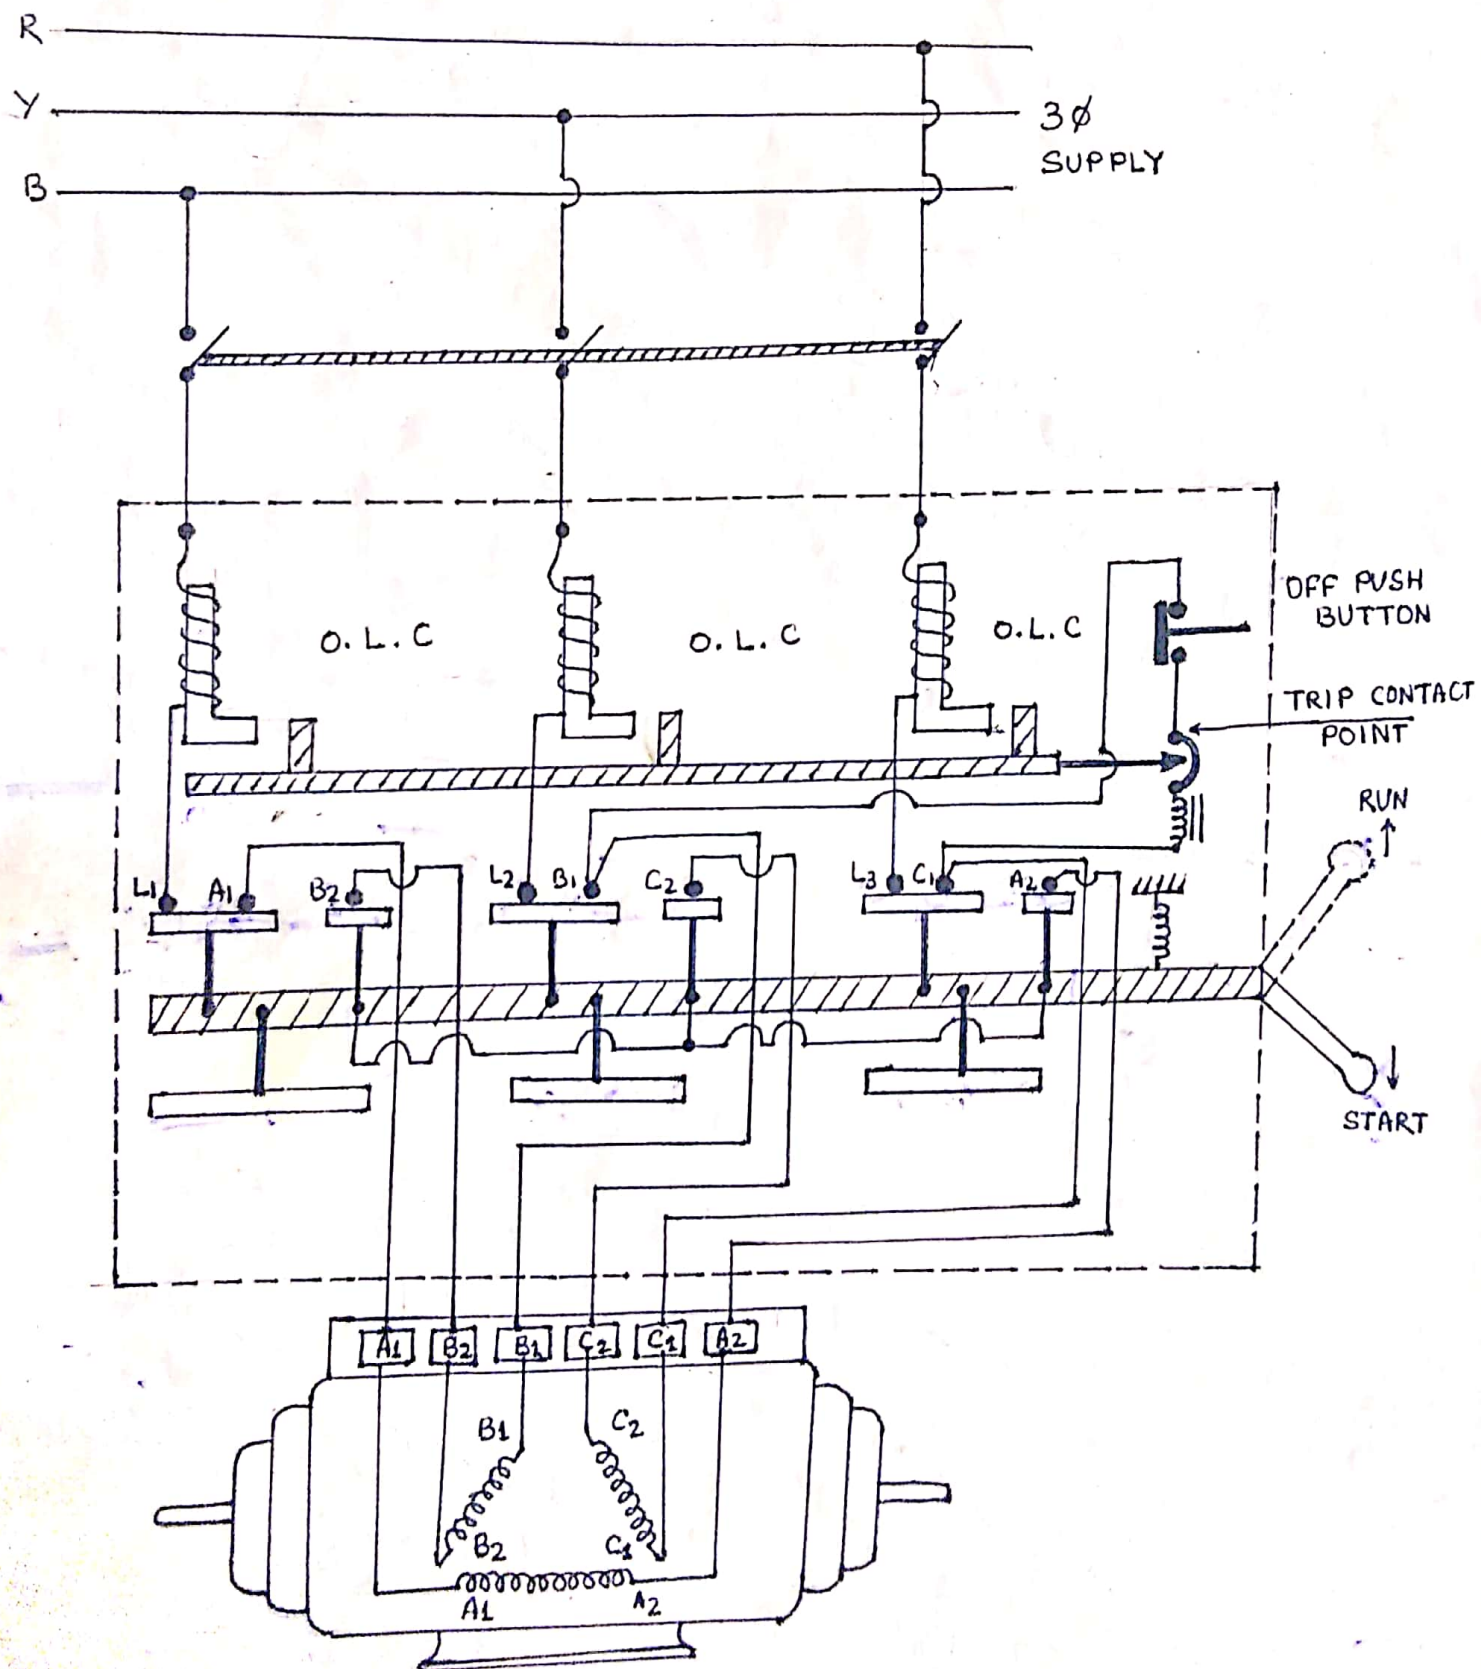 R
Y
3Ø
SUPPLY
B
OFF PUSH
BUTTON
O.L.C
O.L.C
O.L.C
TRIP CONTACT
POINT
RUN
L1
A1
B2
L2
B1
C2
L3
C1
A2
START
A1
B2
B1
C2
C1
A2
B1
C2
B2
C1
A1
A2